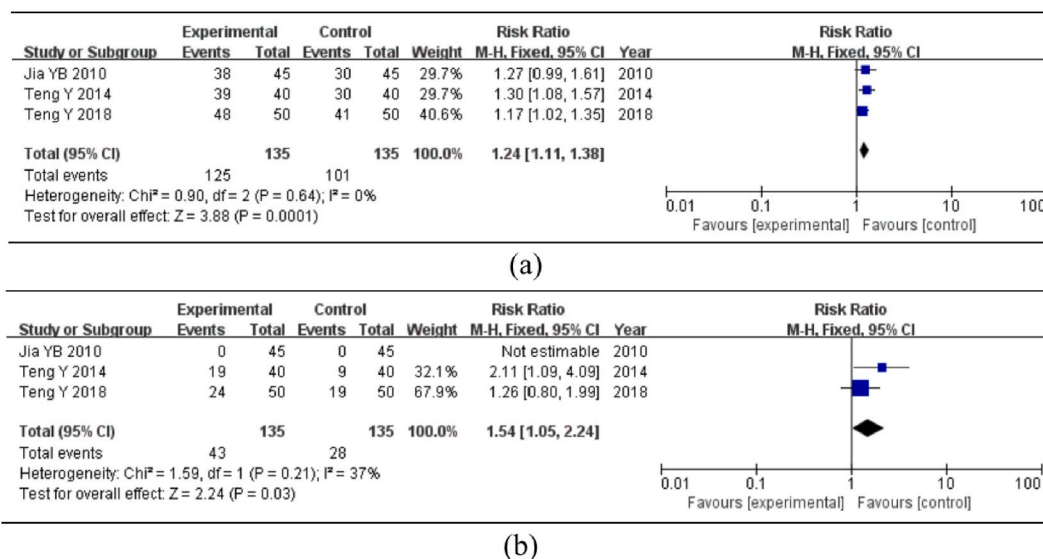 Experimental Control Risk Ratio Risk Ratio
Study or Subgroup Events Total Events Total Weight M-H, Fixed, 95% CI Year M-H, Fixed, 95% CI
Jia YB 2010 38 45 30 45 29.7% 1.27 [0.99, 1.61] 2010
Teng Y 2014 39 40 30 40 29.7% 1.30 [1.08, 1.57] 2014
Teng Y 2018 48 50 41 50 40.6% 1.17 [1.02, 1.35] 2018
Total (95% CI) 135 135 100.0% 1.24 [1.11, 1.38]
Total events 125 101
Heterogeneity: Chi² = 0.90, df = 2 (P = 0.64); I² = 0%
Test for overall effect: Z = 3.88 (P = 0.0001)
0.01 0.1 1 10 100
Favours [experimental] Favours [control]
(a)
Experimental Control Risk Ratio Risk Ratio
Study or Subgroup Events Total Events Total Weight M-H, Fixed, 95% CI Year M-H, Fixed, 95% CI
Jia YB 2010 0 45 0 45 Not estimable 2010
Teng Y 2014 19 40 9 40 32.1% 2.11 [1.09, 4.09] 2014
Teng Y 2018 24 50 19 50 67.9% 1.26 [0.80, 1.99] 2018
Total (95% CI) 135 135 100.0% 1.54 [1.05, 2.24]
Total events 43 28
Heterogeneity: Chi² = 1.59, df = 1 (P = 0.21); I² = 37%
Test for overall effect: Z = 2.24 (P = 0.03)
0.01 0.1 1 10 100
Favours [experimental] Favours [control]
(b)